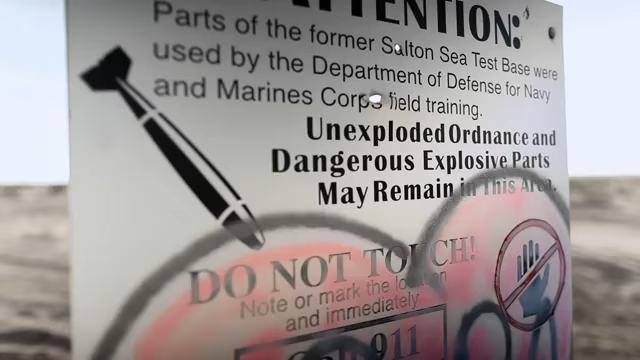 ATTENTION:
Parts of the former Salton Sea Test Base were
used by the Department of Defense for Navy
and Marines Corps field training.
Unexploded Ordnance and
Dangerous Explosive Parts
May Remain in This Area.
DO NOT TOUCH!
Note or mark the location
and immediately
Call 911